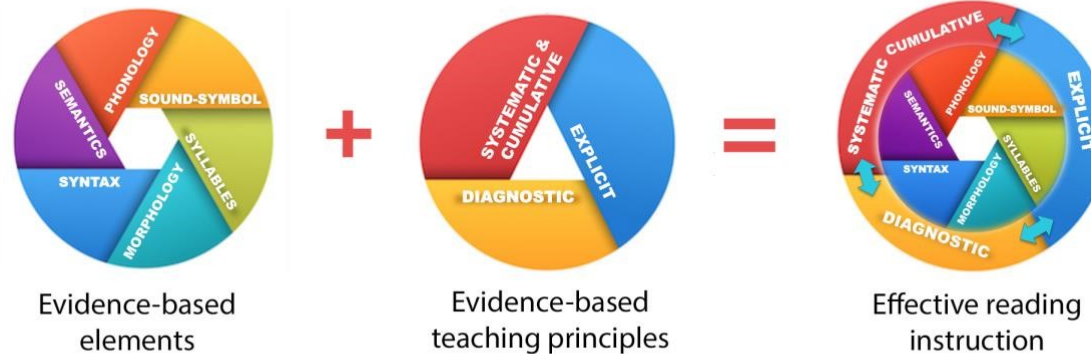 PHONOLOGY
SOUND-SYMBOL
SYLLABLES
MORPHOLOGY
SYNTAX
SEMANTICS
Evidence-based
elements
+
SYSTEMATIC &
CUMULATIVE
EXPLICIT
DIAGNOSTIC
Evidence-based
teaching principles
=
SYSTEMATIC CUMULATIVE
EXPLICIT
DIAGNOSTIC
PHONOLOGY
SOUND-SYMBOL
SYLLABLES
MORPHOLOGY
SYNTAX
SEMANTICS
Effective reading
instruction